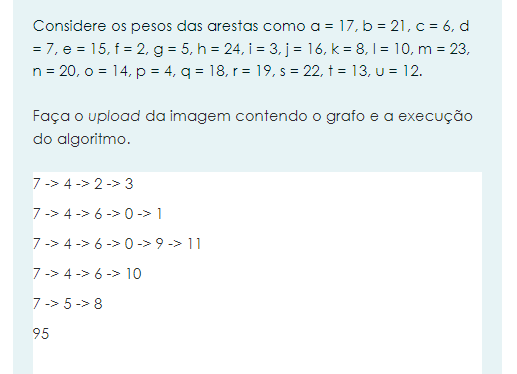 Considere os pesos das arestas como a = 17, b = 21, c = 6, d
= 7, e = 15, f = 2, g = 5, h = 24, i = 3, j = 16, k = 8, l = 10, m = 23,
n = 20, o = 14, p = 4, q = 18, r = 19, s = 22, t = 13, u = 12.
Faça o upload da imagem contendo o grafo e a execução
do algoritmo.
7 -> 4 -> 2 -> 3
7 -> 4 -> 6 -> 0 -> 1
7 -> 4 -> 6 -> 0 -> 9 -> 11
7 -> 4 -> 6 -> 10
7 -> 5 -> 8
95